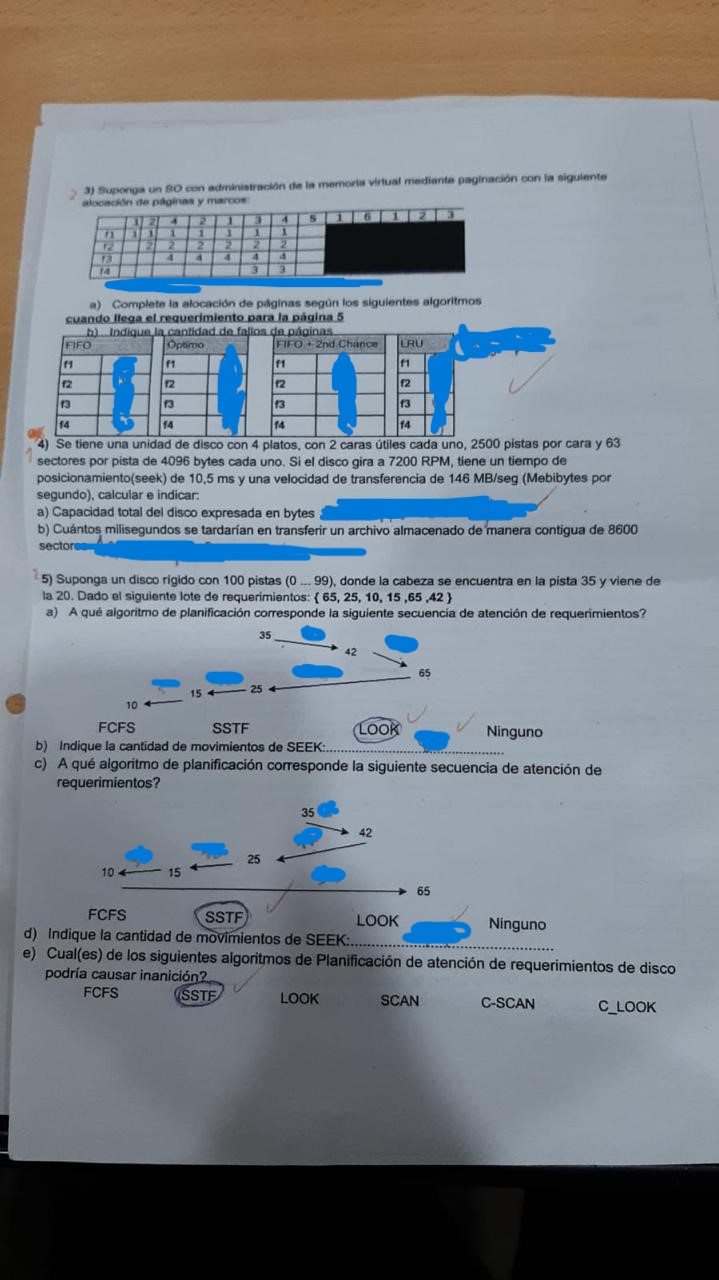 3) Suponga un SO con administración de la memoria virtual mediante paginación con la siguiente
alocación de páginas y marcos:
1 2 4 2 1 3 4 5 1 6 1 2 3
f1 1 1 1 1 1 1 1
f2 2 2 2 2 2 2
f3 4 4 4 4 4
f4 3 3
a) Complete la alocación de páginas según los siguientes algoritmos
cuando llega el requerimiento para la página 5
b) Indique la cantidad de fallos de páginas
FIFO Óptimo FIFO + 2nd Chance LRU
f1 f1 f1 f1
f2 f2 f2 f2
f3 f3 f3 f3
f4 f4 f4 f4
4) Se tiene una unidad de disco con 4 platos, con 2 caras útiles cada uno, 2500 pistas por cara y 63
sectores por pista de 4096 bytes cada uno. Si el disco gira a 7200 RPM, tiene un tiempo de
posicionamiento(seek) de 10,5 ms y una velocidad de transferencia de 146 MB/seg (Mebibytes por
segundo), calcular e indicar:
a) Capacidad total del disco expresada en bytes
b) Cuántos milisegundos se tardarían en transferir un archivo almacenado de manera contigua de 8600
sectores
5) Suponga un disco rígido con 100 pistas (0 ... 99), donde la cabeza se encuentra en la pista 35 y viene de
la 20. Dado el siguiente lote de requerimientos: { 65, 25, 10, 15 ,65 ,42 }
a) A qué algoritmo de planificación corresponde la siguiente secuencia de atención de requerimientos?
35
42
65
25
15
10
FCFS SSTF LOOK Ninguno
b) Indique la cantidad de movimientos de SEEK:
c) A qué algoritmo de planificación corresponde la siguiente secuencia de atención de
requerimientos?
35
42
25
15
10
65
FCFS SSTF LOOK Ninguno
d) Indique la cantidad de movimientos de SEEK:
e) Cual(es) de los siguientes algoritmos de Planificación de atención de requerimientos de disco
podría causar inanición?
FCFS SSTF LOOK SCAN C-SCAN C_LOOK